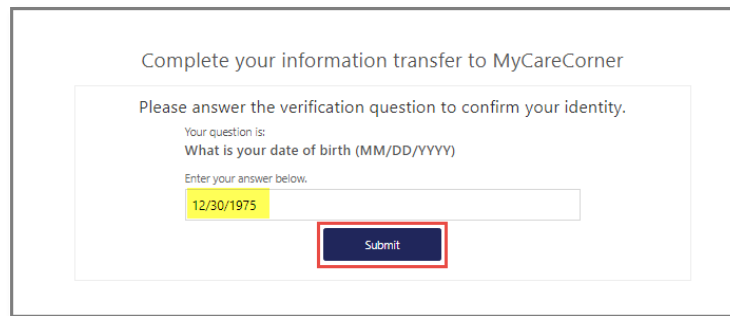 Complete your information transfer to MyCareCorner
Please answer the verification question to confirm your identity.
Your question is:
What is your date of birth (MM/DD/YYYY)
Enter your answer below.
12/30/1975
Submit